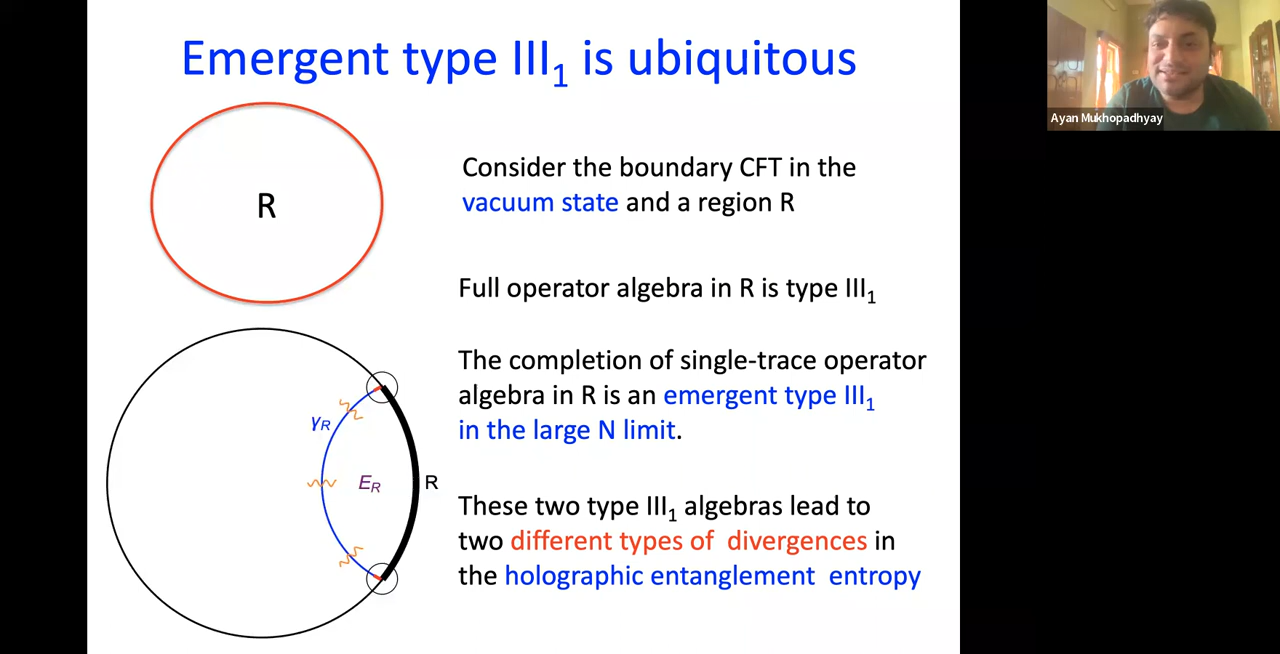 Emergent type III₁ is ubiquitous
Ayan Mukhopadhyay
R
Consider the boundary CFT in the
vacuum state and a region R
Full operator algebra in R is type III₁
The completion of single-trace operator
algebra in R is an emergent type III₁
in the large N limit.
γR
ER
R
These two type III₁ algebras lead to
two different types of divergences in
the holographic entanglement entropy